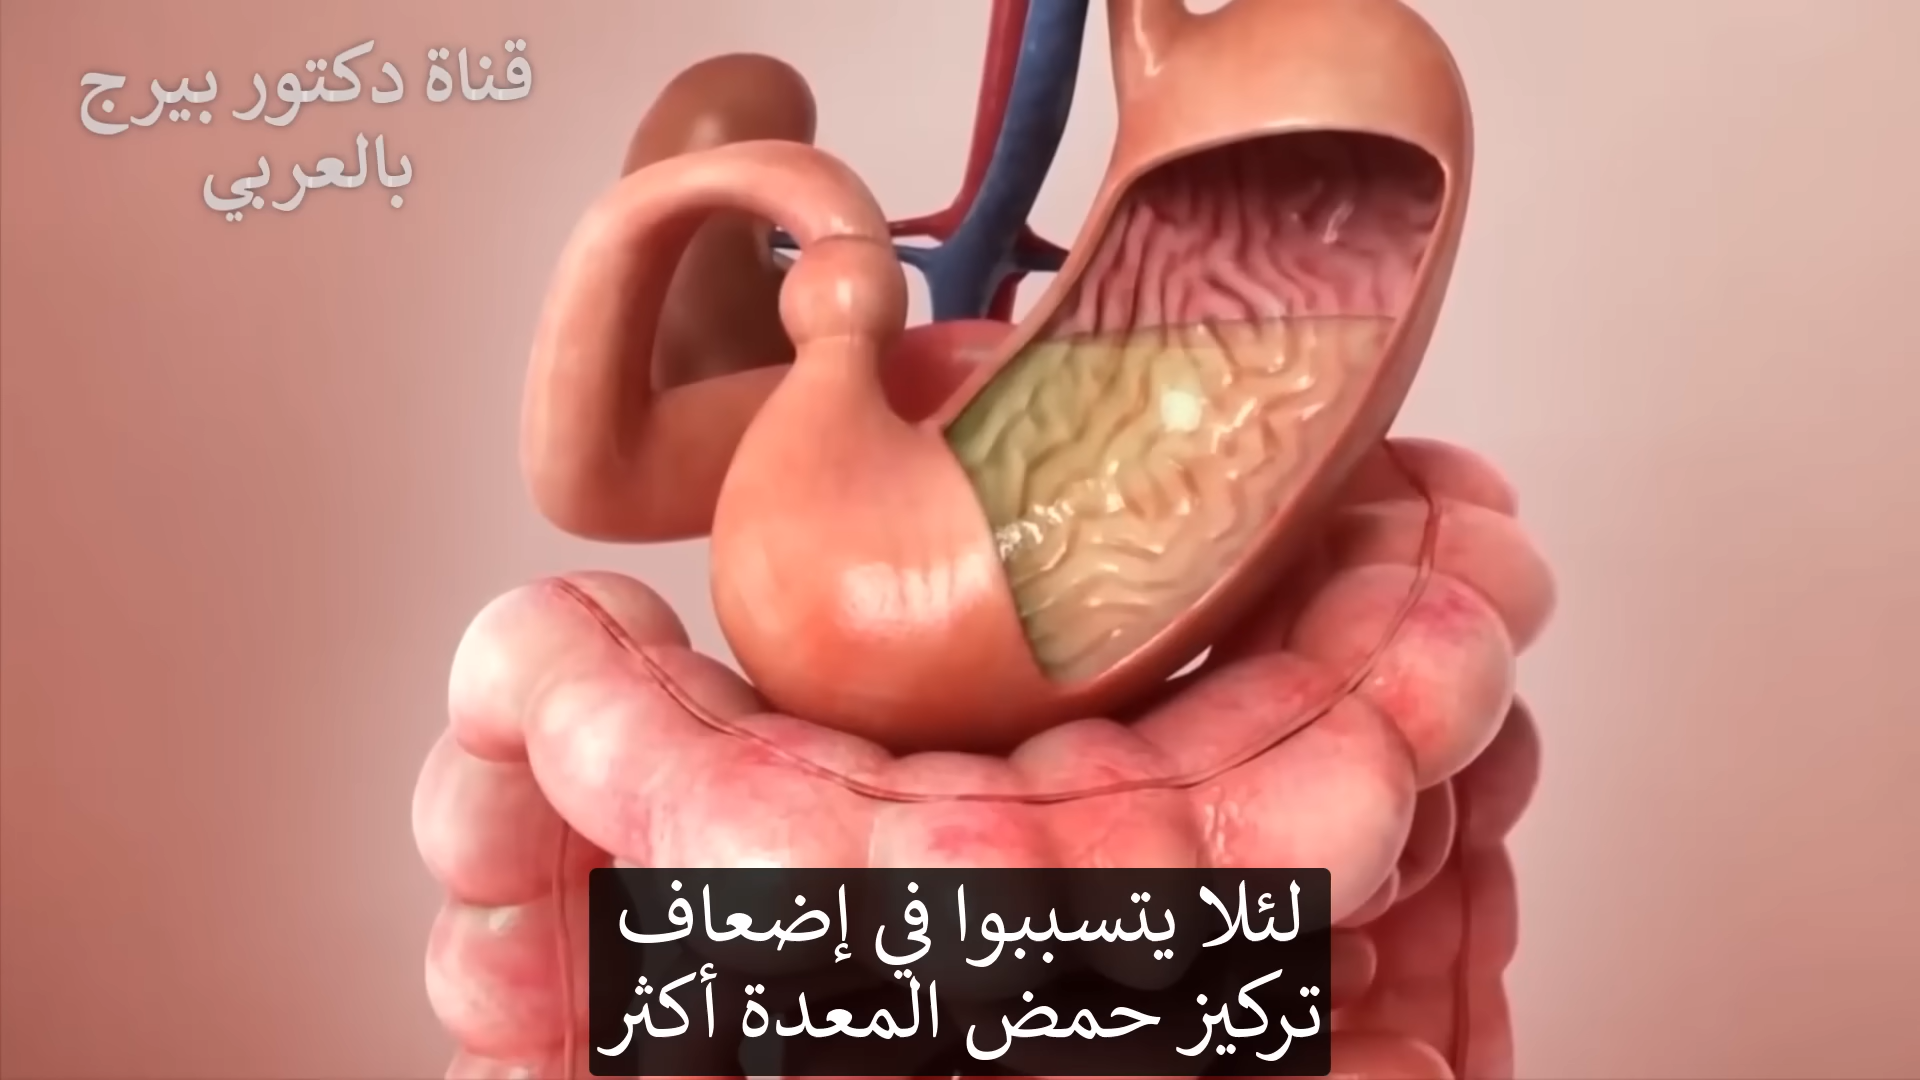 قناة دكتور بيرج
بالعربي
لئلا يتسببوا في إضعاف
تركيز حمض المعدة أكثر